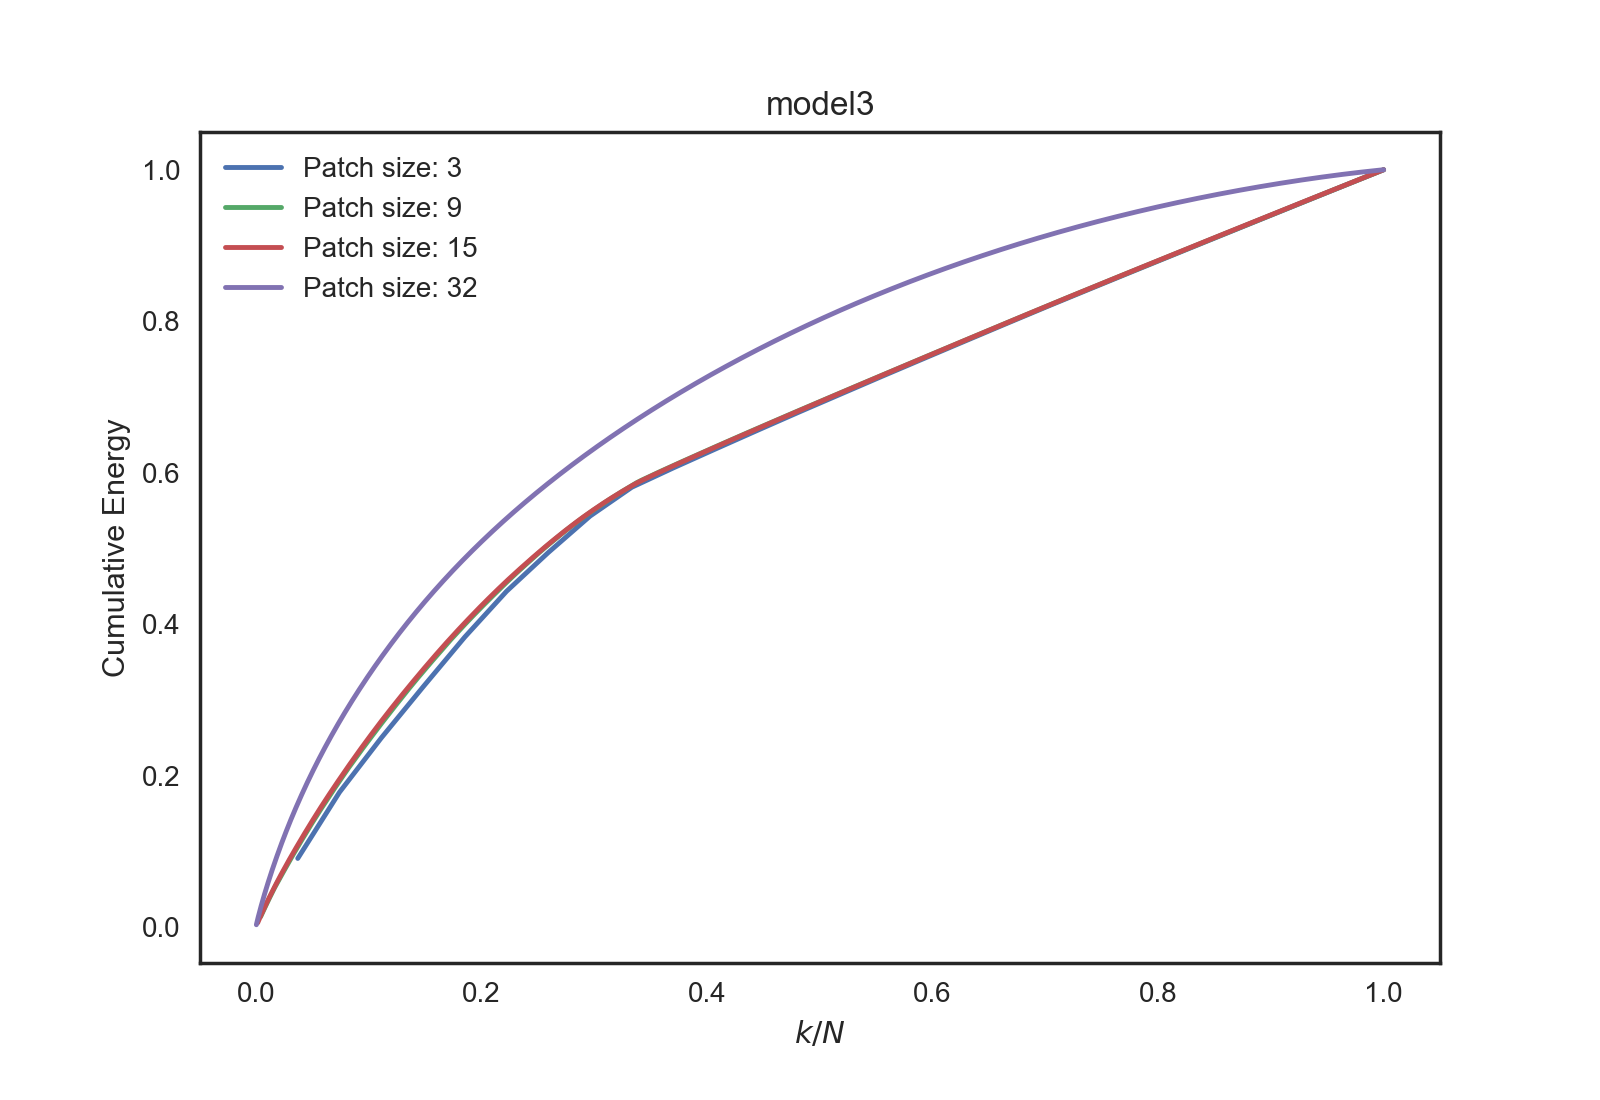 model3
Patch size: 3
Patch size: 9
Patch size: 15
Patch size: 32
1.0
0.8
0.6
0.4
0.2
0.0
Cumulative Energy
0.0 0.2 0.4 0.6 0.8 1.0
k/N